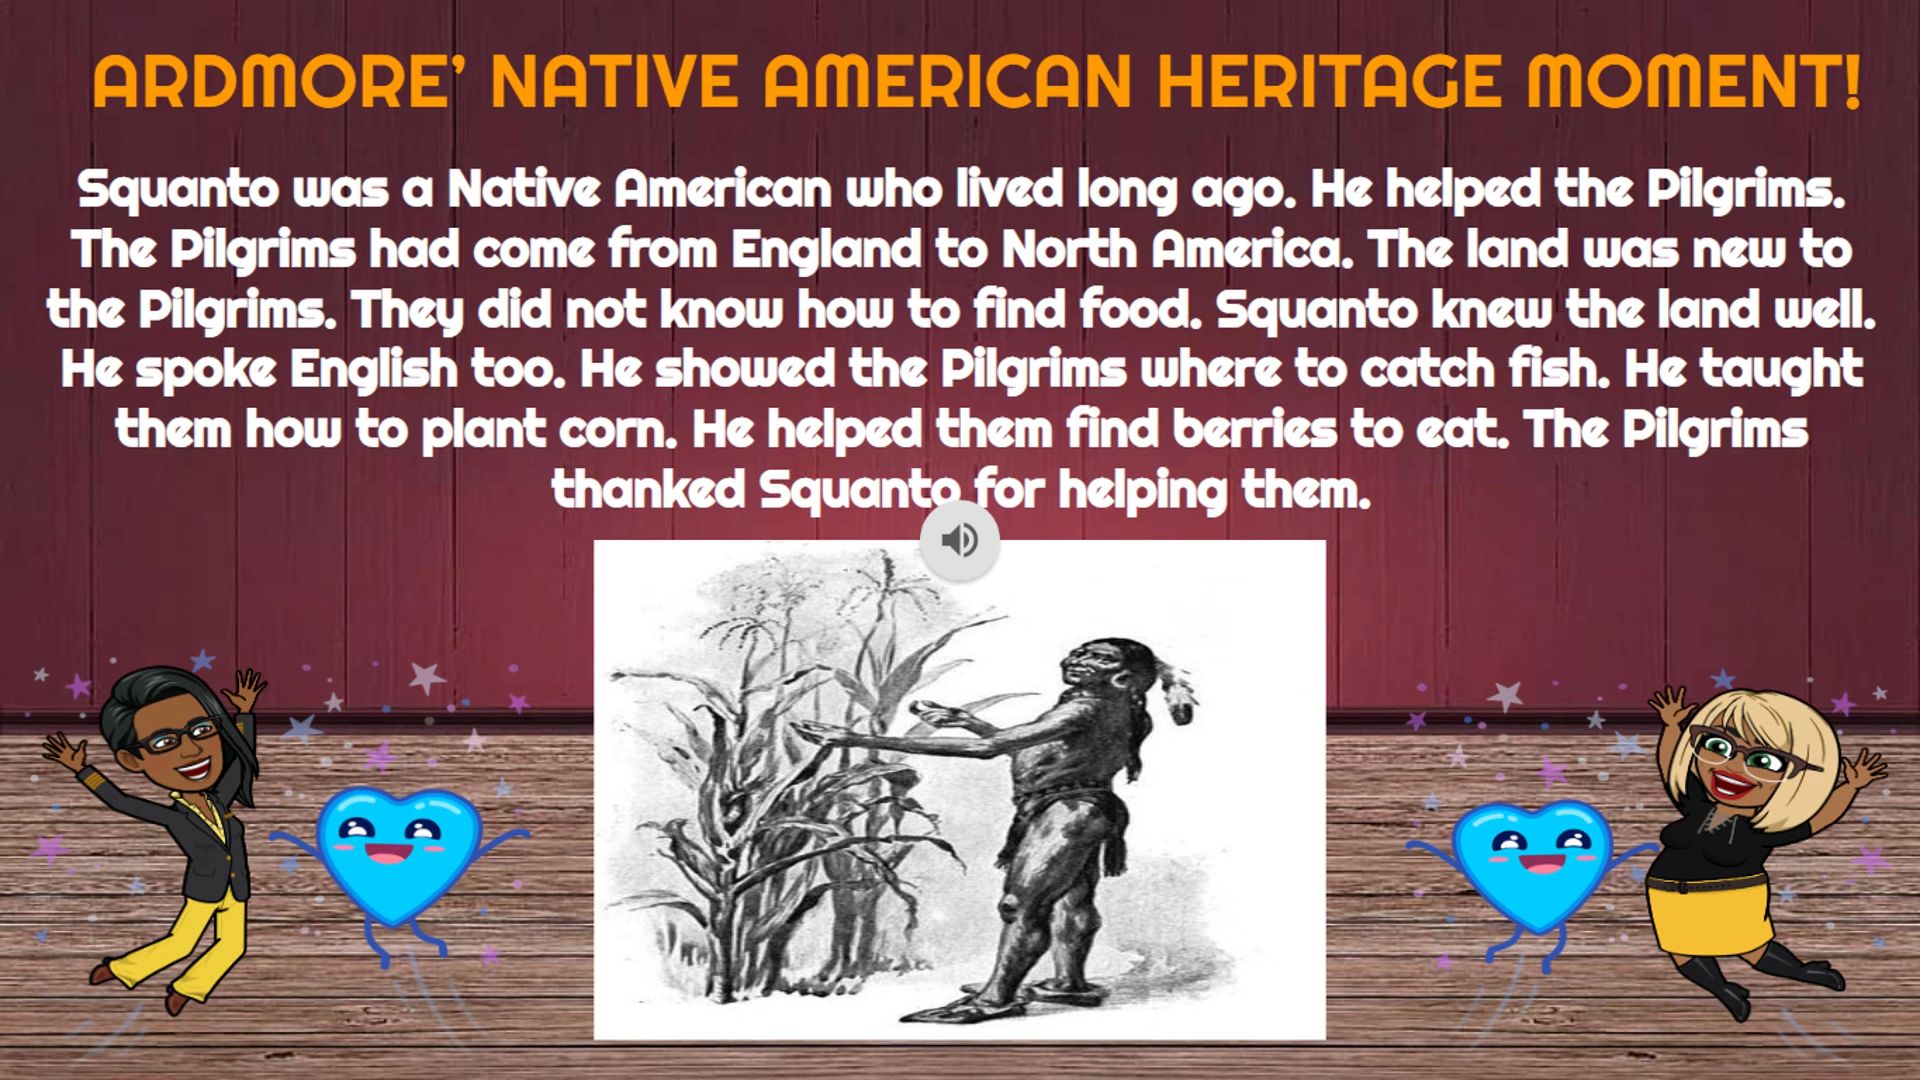 ARDMORE’ NATIVE AMERICAN HERITAGE MOMENT!
Squanto was a Native American who lived long ago. He helped the Pilgrims.
The Pilgrims had come from England to North America. The land was new to
the Pilgrims. They did not know how to find food. Squanto knew the land well.
He spoke English too. He showed the Pilgrims where to catch fish. He taught
them how to plant corn. He helped them find berries to eat. The Pilgrims
thanked Squanto for helping them.